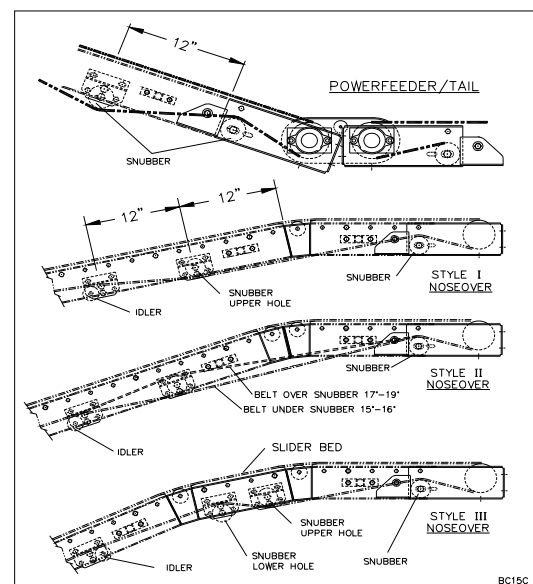 12"
POWERFEEDER/TAIL
SNUBBER
12"
12"
SNUBBER
STYLE I
NOSEOVER
SNUBBER
UPPER HOLE
IDLER
SNUBBER
STYLE II
NOSEOVER
BELT OVER SNUBBER 17°-19°
BELT UNDER SNUBBER 15°-16°
IDLER
SLIDER BED
STYLE III
NOSEOVER
SNUBBER
UPPER HOLE
SNUBBER
LOWER HOLE
SNUBBER
IDLER
BC15C